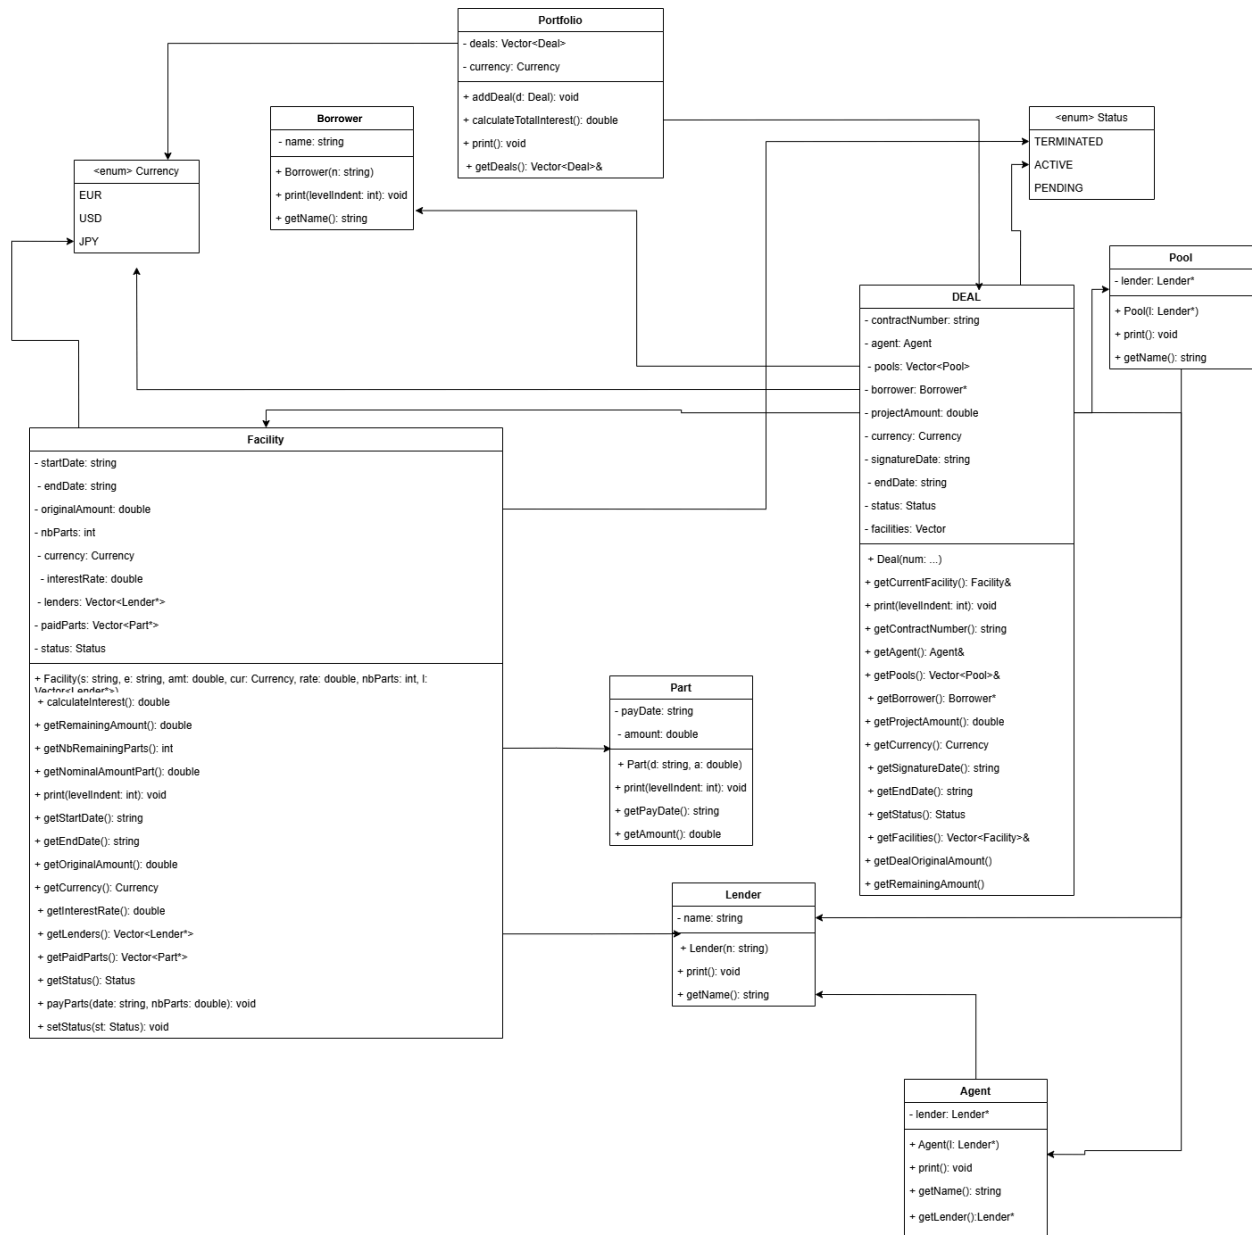 Portfolio
- deals: Vector<Deal>
- currency: Currency
+ addDeal(d: Deal): void
+ calculateTotalInterest(): double
+ print(): void
+ getDeals(): Vector<Deal>&
Borrower
- name: string
+ Borrower(n: string)
+ print(levelIndent: int): void
+ getName(): string
<enum> Status
TERMINATED
ACTIVE
PENDING
<enum> Currency
EUR
USD
JPY
Pool
- lender: Lender*
+ Pool(l: Lender*)
+ print(): void
+ getName(): string
DEAL
- contractNumber: string
- agent: Agent
- pools: Vector<Pool>
- borrower: Borrower*
- projectAmount: double
- currency: Currency
- signatureDate: string
- endDate: string
- status: Status
- facilities: Vector
+ Deal(num: ...)
+ getCurrentFacility(): Facility&
+ print(levelIndent: int): void
+ getContractNumber(): string
+ getAgent(): Agent&
+ getPools(): Vector<Pool>&
+ getBorrower(): Borrower*
+ getProjectAmount(): double
+ getCurrency(): Currency
+ getSignatureDate(): string
+ getEndDate(): string
+ getStatus(): Status
+ getFacilities(): Vector<Facility>&
+ getDealOriginalAmount()
+ getRemainingAmount()
Facility
- startDate: string
- endDate: string
- originalAmount: double
- nbParts: int
- currency: Currency
- interestRate: double
- lenders: Vector<Lender*>
- paidParts: Vector<Part*>
- status: Status
+ Facility(s: string, e: string, amt: double, cur: Currency, rate: double, nbParts: int, l:
Vector<Lender*>)
+ calculateInterest(): double
+ getRemainingAmount(): double
+ getNbRemainingParts(): int
+ getNominalAmountPart(): double
+ print(levelIndent: int): void
+ getStartDate(): string
+ getEndDate(): string
+ getOriginalAmount(): double
+ getCurrency(): Currency
+ getInterestRate(): double
+ getLenders(): Vector<Lender*>
+ getPaidParts(): Vector<Part*>
+ getStatus(): Status
+ payParts(date: string, nbParts: double): void
+ setStatus(st: Status): void
Part
- payDate: string
- amount: double
+ Part(d: string, a: double)
+ print(levelIndent: int): void
+ getPayDate(): string
+ getAmount(): double
Lender
- name: string
+ Lender(n: string)
+ print(): void
+ getName(): string
Agent
- lender: Lender*
+ Agent(l: Lender*)
+ print(): void
+ getName(): string
+ getLender():Lender*